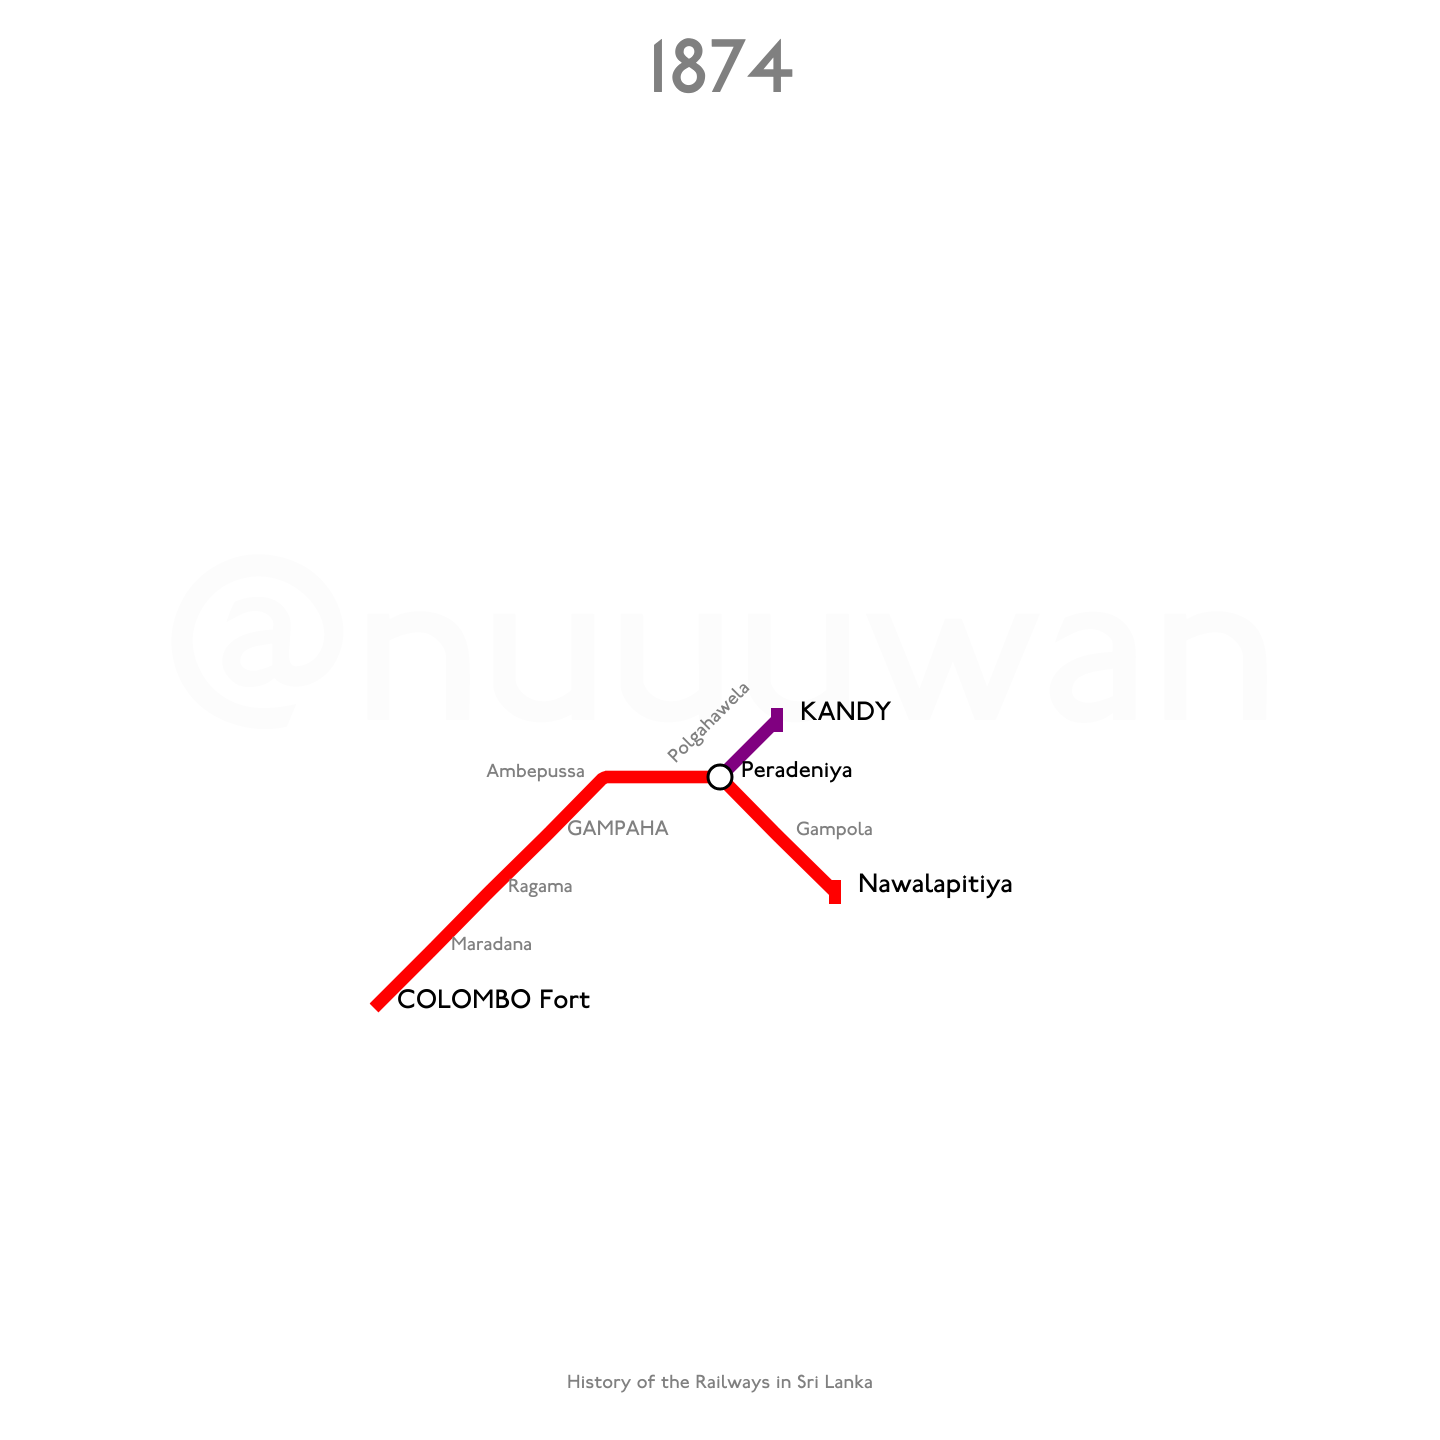 1874
@nuuuwan
Polgahawela
KANDY
Ambepussa
Peradeniya
GAMPAHA
Gampola
Ragama
Nawalapitiya
Maradana
COLOMBO Fort
History of the Railways in Sri Lanka